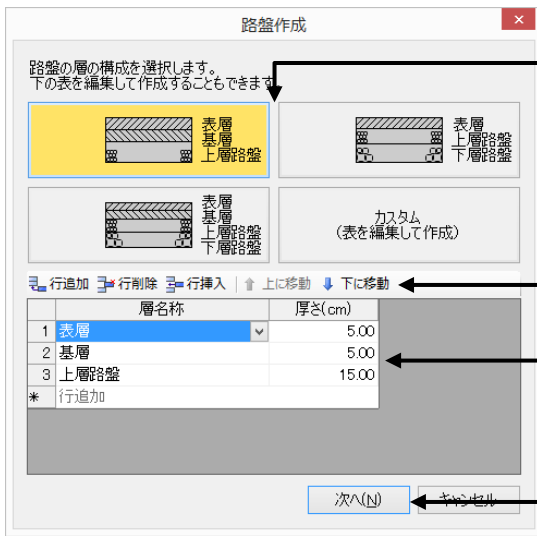 路盤作成
路盤の層の構成を選択します。
下の表を編集して作成することもできます
表層
基層
上層路盤
表層
上層路盤
下層路盤
表層
基層
上層路盤
下層路盤
カスタム
(表を編集して作成)
行追加 行削除 行挿入 上に移動 下に移動
層名称 厚さ(cm)
1 表層 5.00
2 基層 5.00
3 上層路盤 15.00
* 行追加
次へ(N) キャンセル